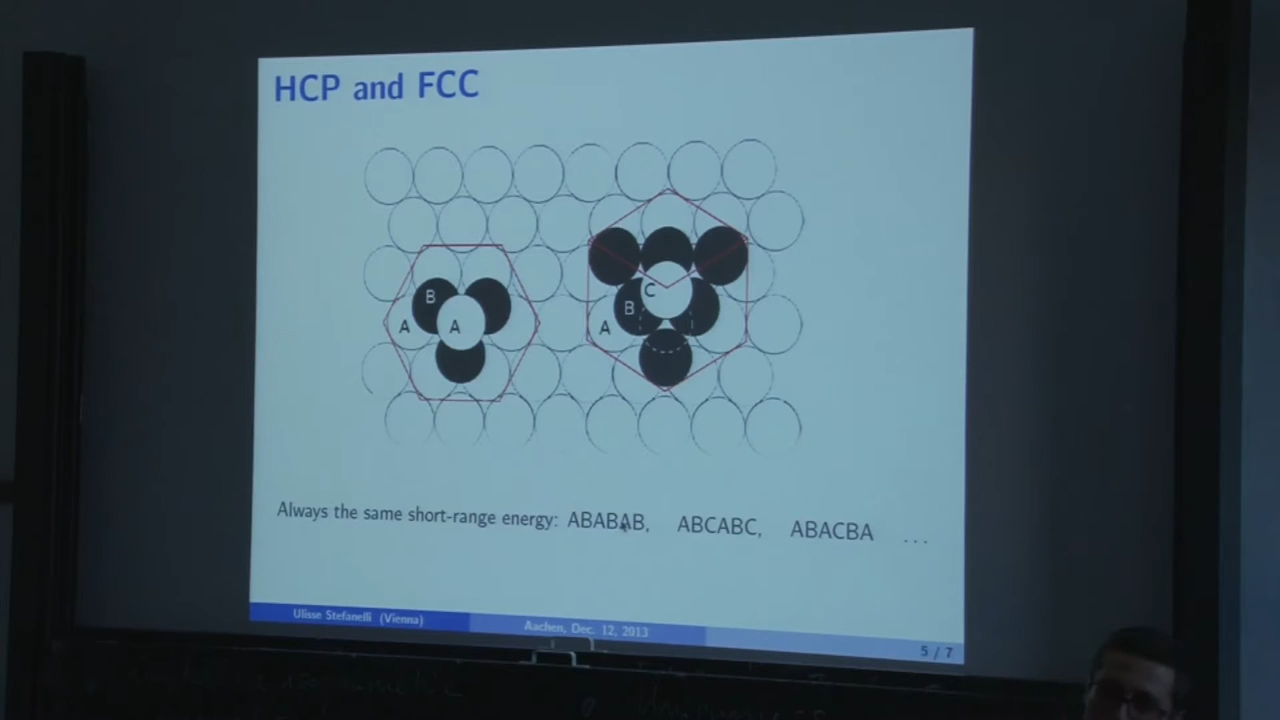 HCP and FCC
B
A
A
C
B
A
Always the same short-range energy: ABABAB, ABCABC, ABACBA ...
Ulisse Stefanelli (Vienna)
Aachen, Dec. 12, 2013
5 / 7